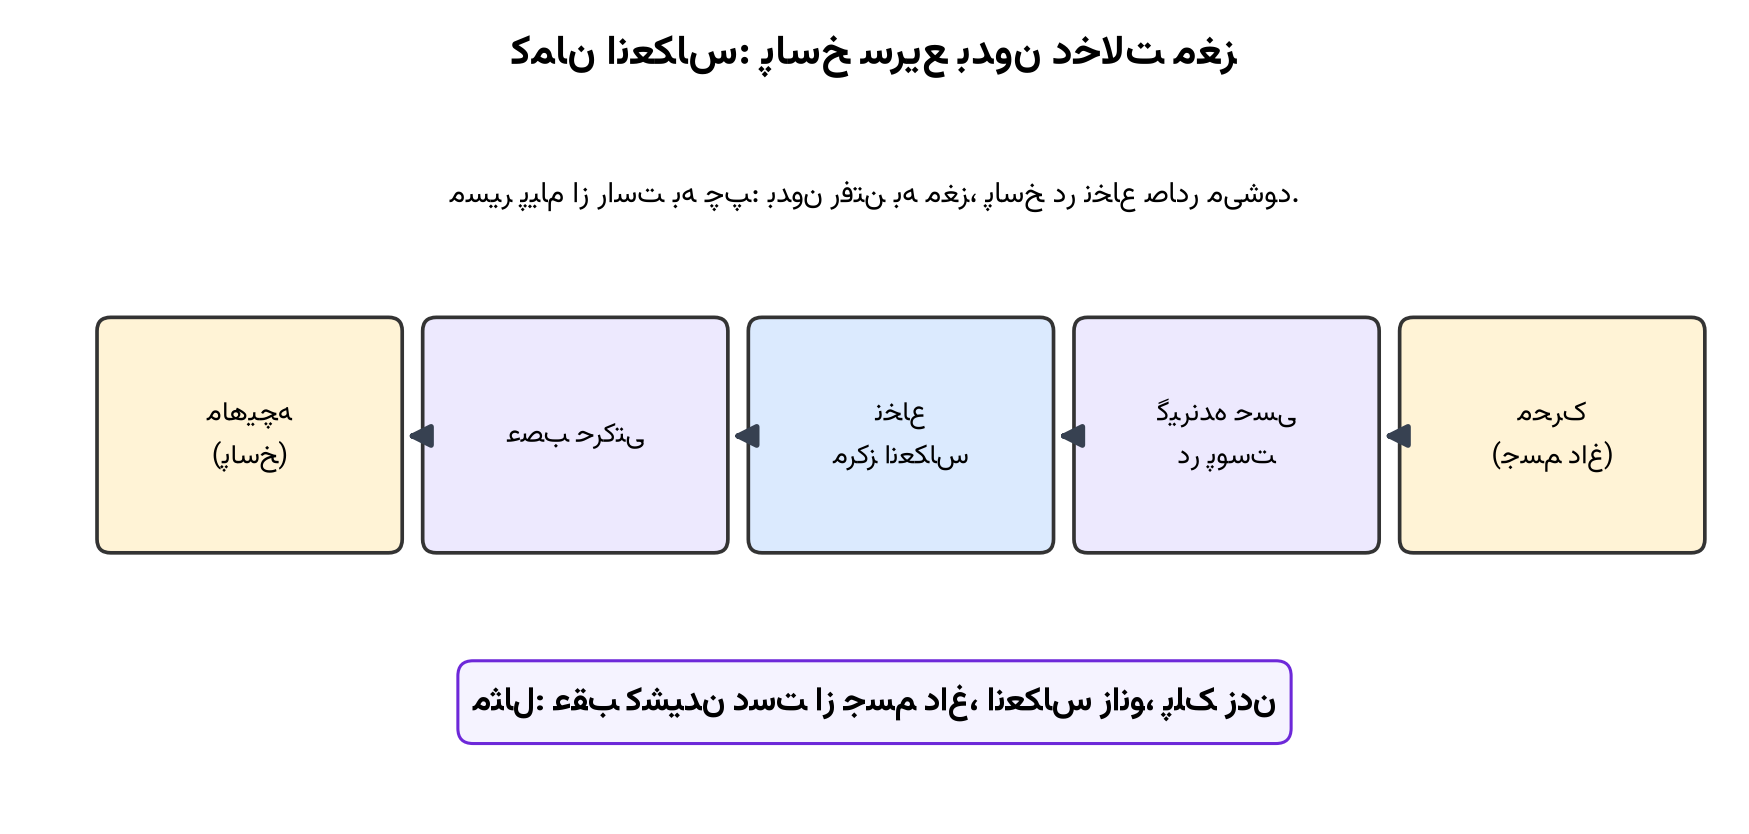 کمان انعکاس: پاسخ سریع بدون دخالت مغز
مسیر پیام از راست به چپ: بدون رفتن به مغز، پاسخ در نخاع صادر میشود.
محرک
(جسم داغ)
گیرنده حسی
در پوست
نخاع
مرکز انعکاس
عصب حرکتی
ماهیچه
(پاسخ)
مثال: عقب کشیدن دست از جسم داغ، انعکاس زانو، پلک زدن